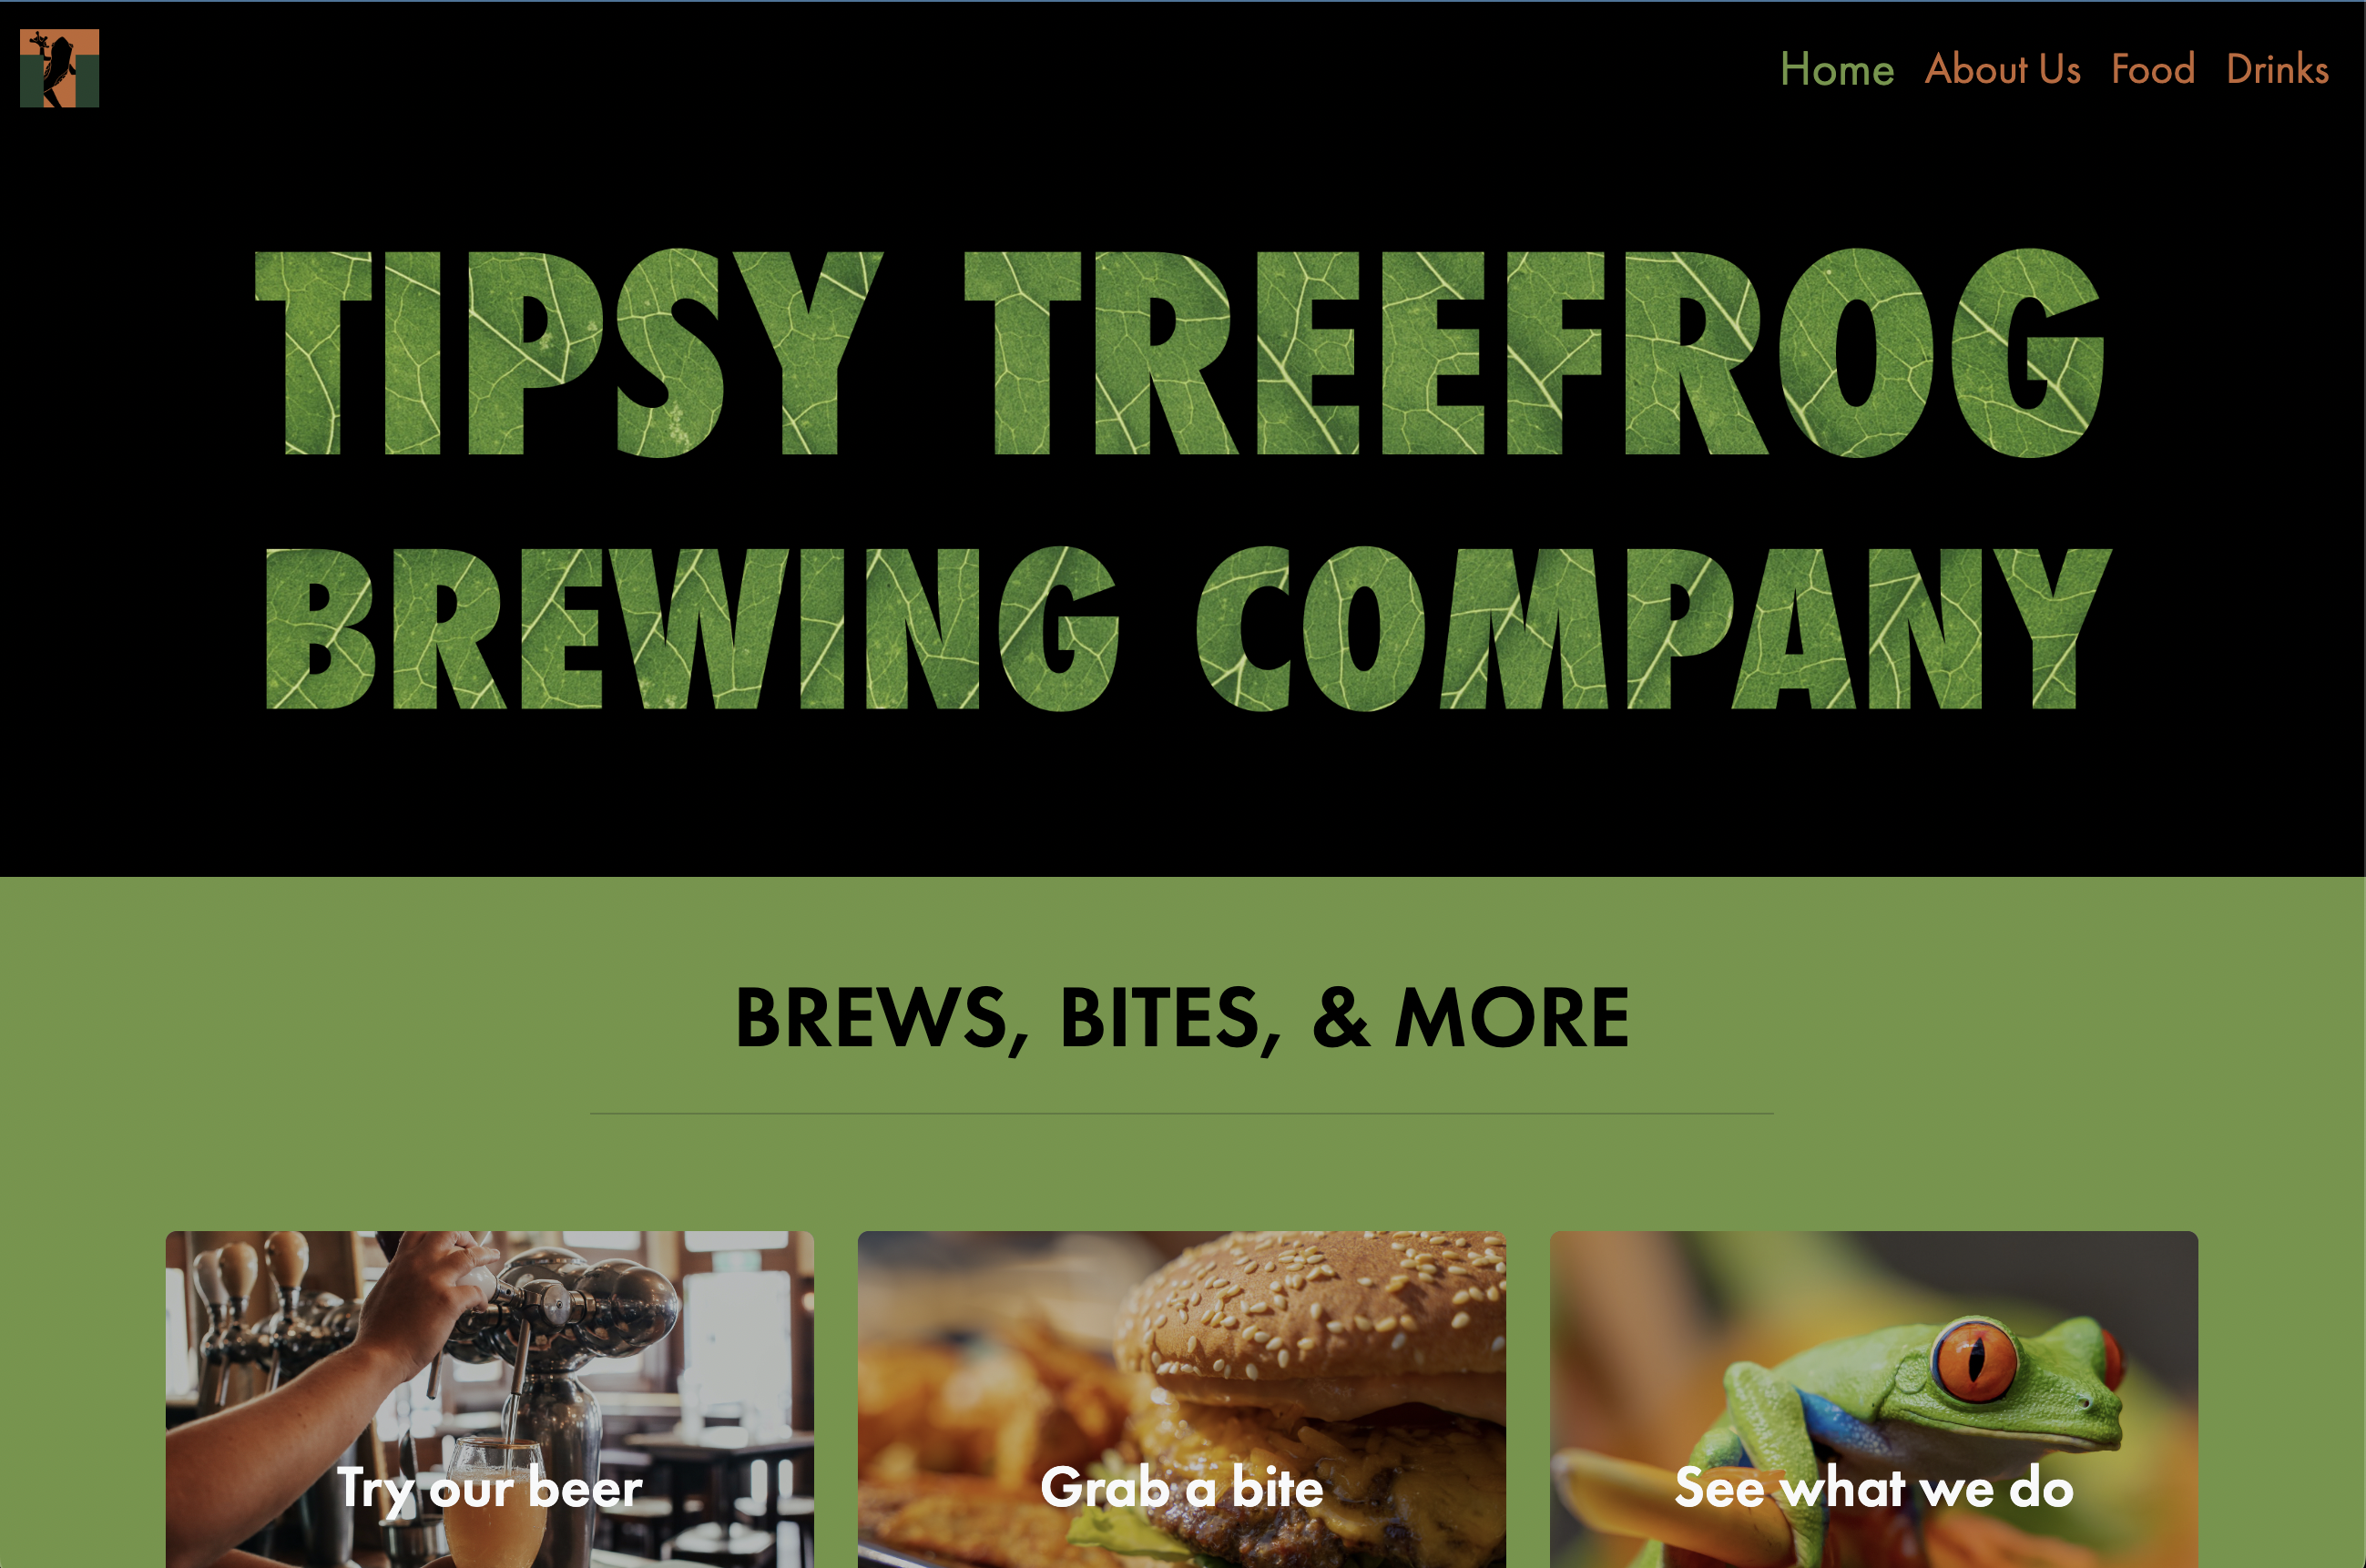 Home About Us Food Drinks
TIPSY TREEFROG
BREWING COMPANY
BREWS, BITES, & MORE
Try our beer
Grab a bite
See what we do